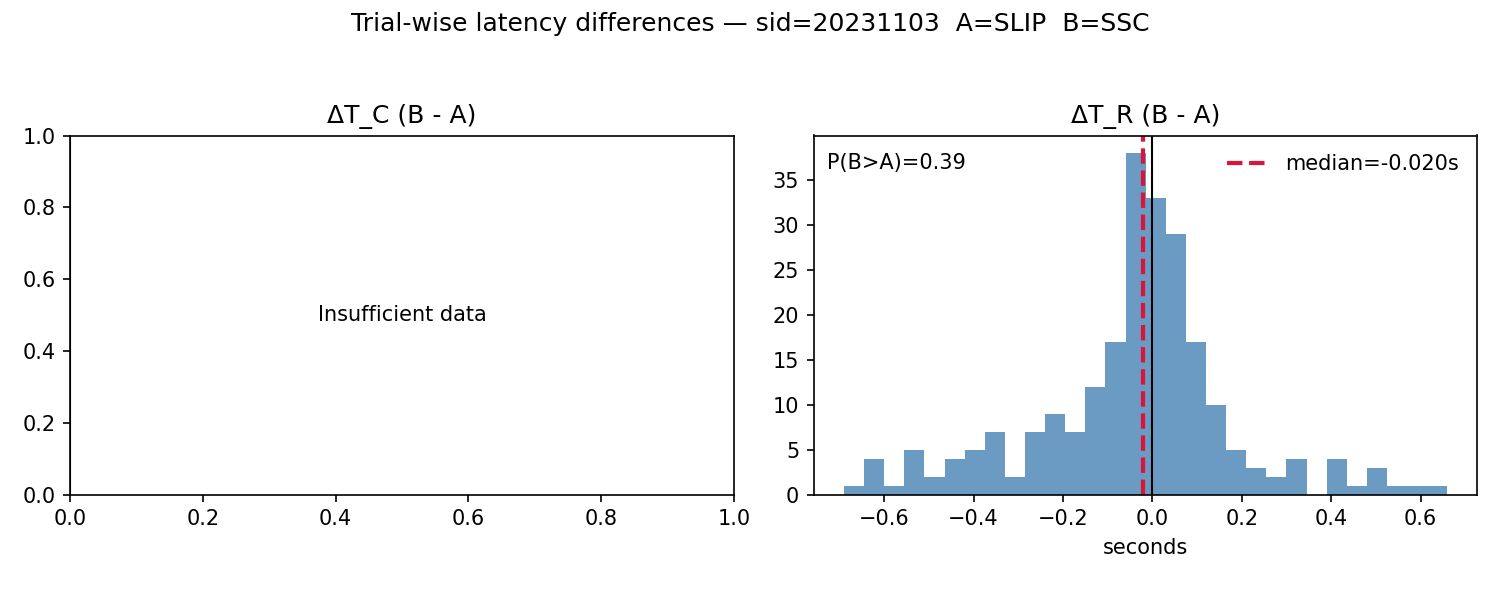 Trial-wise latency differences — sid=20231103  A=SLIP  B=SSC
ΔT_C (B - A)
1.0
0.8
0.6
0.4
0.2
0.0
Insufficient data
0.0 0.2 0.4 0.6 0.8 1.0
ΔT_R (B - A)
P(B>A)=0.39
median=-0.020s
35
30
25
20
15
10
5
0
−0.6 −0.4 −0.2 0.0 0.2 0.4 0.6
seconds